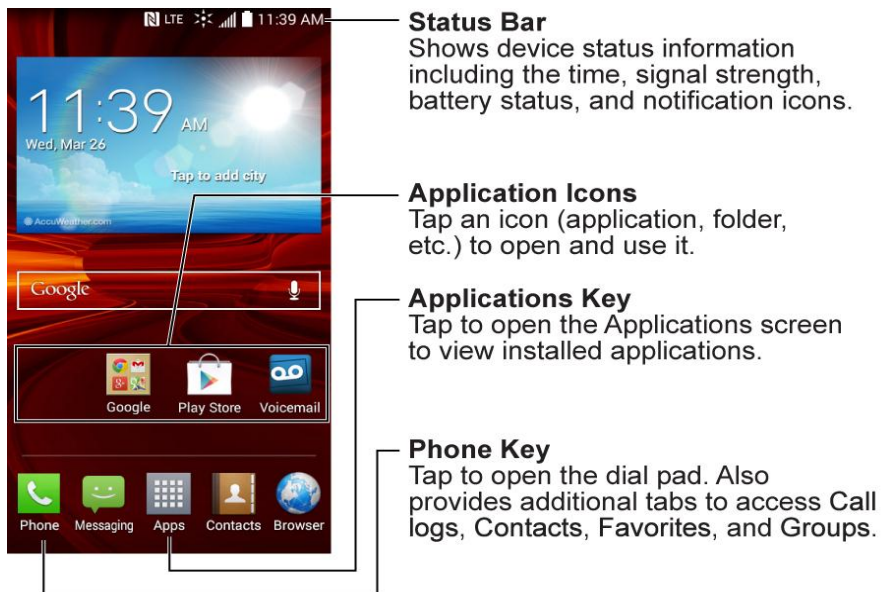 LTE 11:39 AM
11:39 AM
Wed, Mar 26
Tap to add city
AccuWeather.com
Google
Google Play Store Voicemail
Phone Messaging Apps Contacts Browser
Status Bar
Shows device status information
including the time, signal strength,
battery status, and notification icons.
Application Icons
Tap an icon (application, folder,
etc.) to open and use it.
Applications Key
Tap to open the Applications screen
to view installed applications.
Phone Key
Tap to open the dial pad. Also
provides additional tabs to access Call
logs, Contacts, Favorites, and Groups.